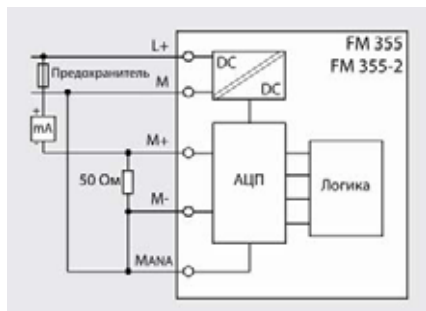 L+
FM 355
FM 355-2
DC
DC
Предохранитель
M
+
mA
-
M+
50 Ом
АЦП
Логика
M-
MANA